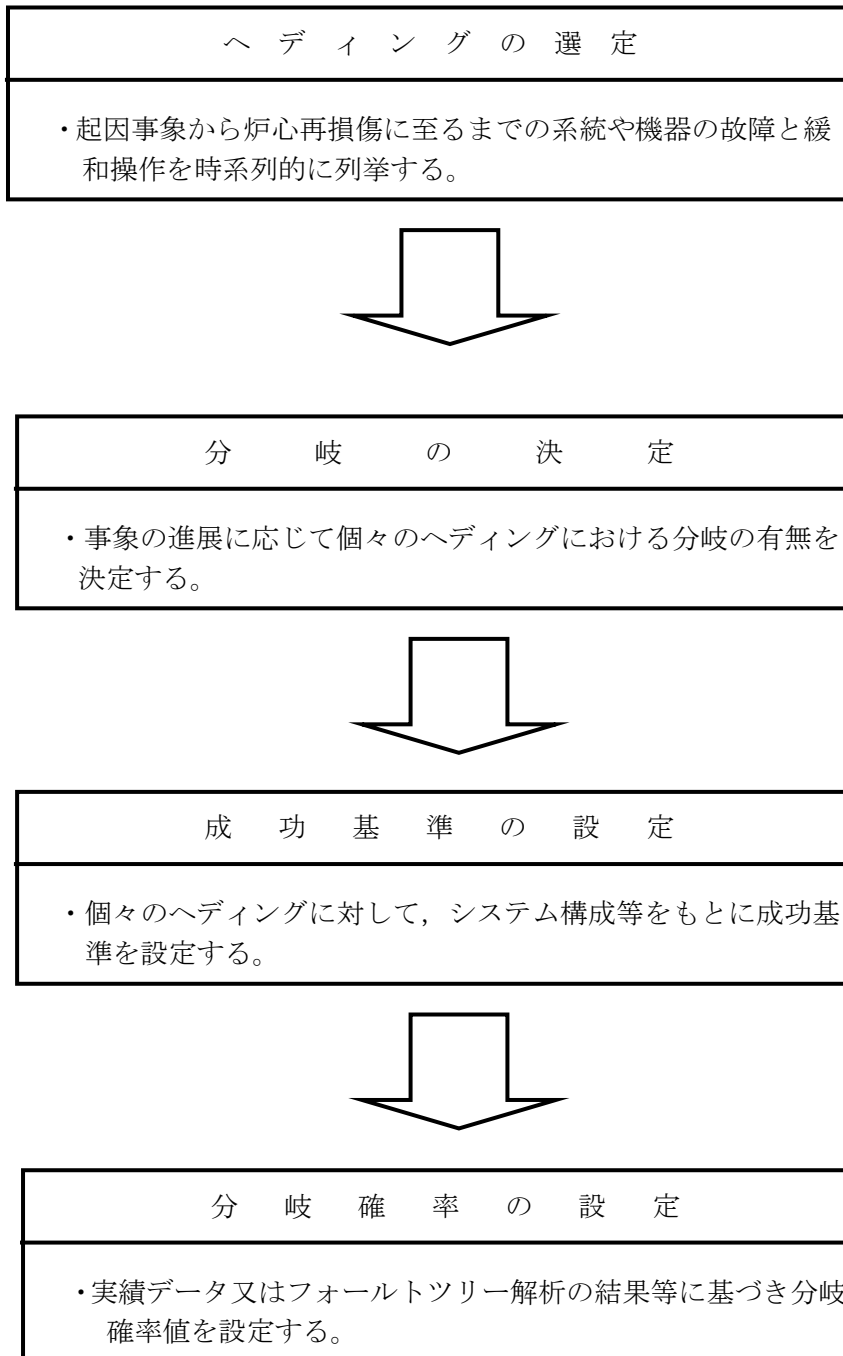 ヘディングの選定
・起因事象から炉心再損傷に至るまでの系統や機器の故障と緩
和操作を時系列的に列挙する。
分岐の決定
・事象の進展に応じて個々のヘディングにおける分岐の有無を
決定する。
成功基準の設定
・個々のヘディングに対して，システム構成等をもとに成功基
準を設定する。
分岐確率の設定
・実績データ又はフォールトツリー解析の結果等に基づき分岐
確率値を設定する。